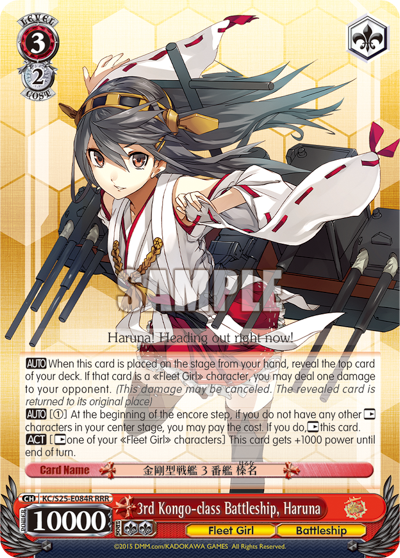 LEVEL
3
2
COST
SAMPLE
Haruna! Heading out right now!
AUTO When this card is placed on the stage from your hand, reveal the top card
of your deck. If that card is a «Fleet Girl» character, you may deal one damage
to your opponent. (This damage may be canceled. The revealed card is
returned to its original place)
AUTO [①] At the beginning of the encore step, if you do not have any other
characters in your center stage, you may pay the cost. If you do, this card.
ACT [one of your «Fleet Girl» characters] This card gets +1000 power until
end of turn.
はるな
Card Name 金剛型戦艦 3番艦 榛名
CH KC/S25-E084R RRR 3rd Kongo-class Battleship, Haruna
POWER 10000 SOUL Fleet Girl Battleship
©2015 DMM.com/KADOKAWA GAMES All Rights Reserved.